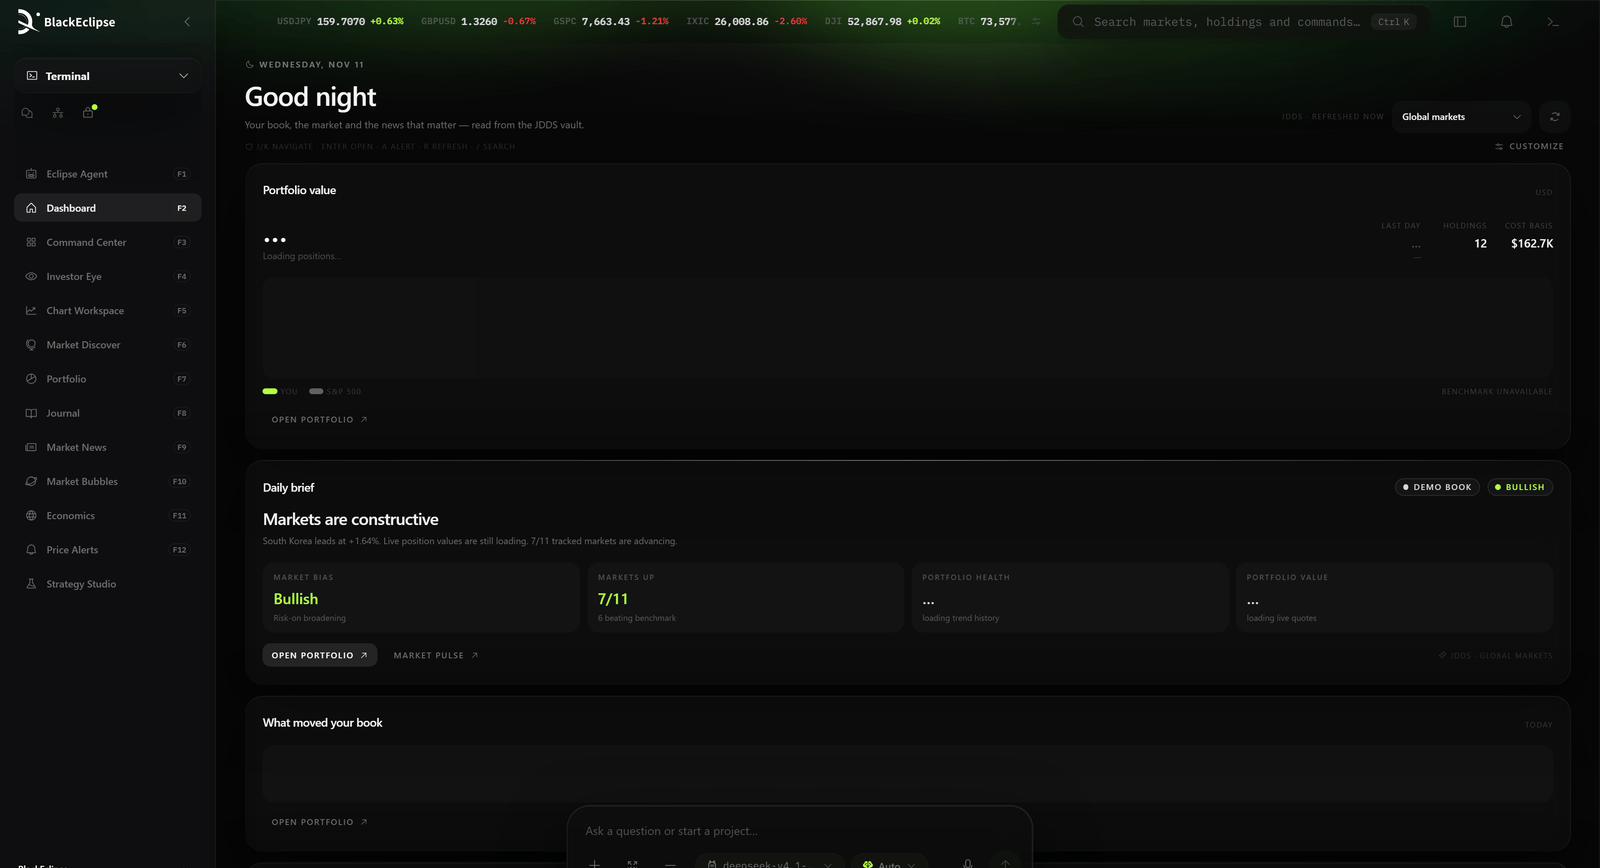 BlackEclipse
USDJPY 159.7070 +0.63% GBPUSD 1.3260 -0.67% GSPC 7,663.43 -1.21% IXIC 26,008.86 -2.60% DJI 52,867.98 +0.02% BTC 73,577
Search markets, holdings and commands... Ctrl K
Terminal
Eclipse Agent F1
Dashboard F2
Command Center F3
Investor Eye F4
Chart Workspace F5
Market Discover F6
Portfolio F7
Journal F8
Market News F9
Market Bubbles F10
Economics F11
Price Alerts F12
Strategy Studio
WEDNESDAY, NOV 11
Good night
Your book, the market and the news that matter — read from the JDDS vault.
JDDS · REFRESHED NOW
Global markets
J/K NAVIGATE · ENTER OPEN · A ALERT · R REFRESH · / SEARCH
CUSTOMIZE
Portfolio value
USD
...
Loading positions...
LAST DAY HOLDINGS COST BASIS
... 12 $162.7K
—
YOU S&P 500
BENCHMARK UNAVAILABLE
OPEN PORTFOLIO ↗
Daily brief
DEMO BOOK
BULLISH
Markets are constructive
South Korea leads at +1.64%. Live position values are still loading. 7/11 tracked markets are advancing.
MARKET BIAS
Bullish
Risk-on broadening
MARKETS UP
7/11
6 beating benchmark
PORTFOLIO HEALTH
...
loading trend history
PORTFOLIO VALUE
...
loading live quotes
OPEN PORTFOLIO ↗
MARKET PULSE ↗
JDDS · GLOBAL MARKETS
What moved your book
TODAY
OPEN PORTFOLIO ↗
Ask a question or start a project...
deepseek-v4.1-
Auto